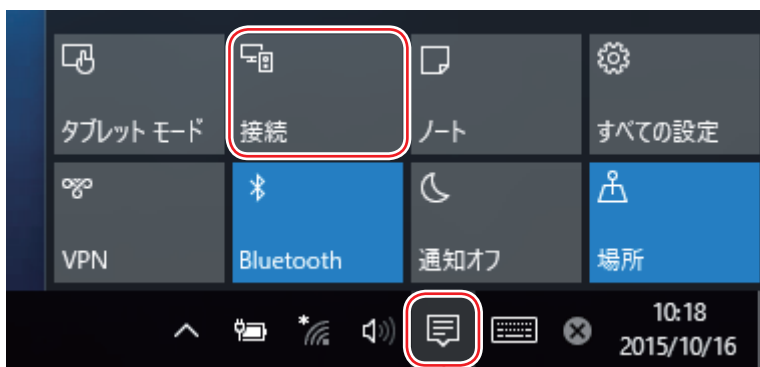 タブレット モード
接続
ノート
すべての設定
VPN
Bluetooth
通知オフ
場所
10:18
2015/10/16